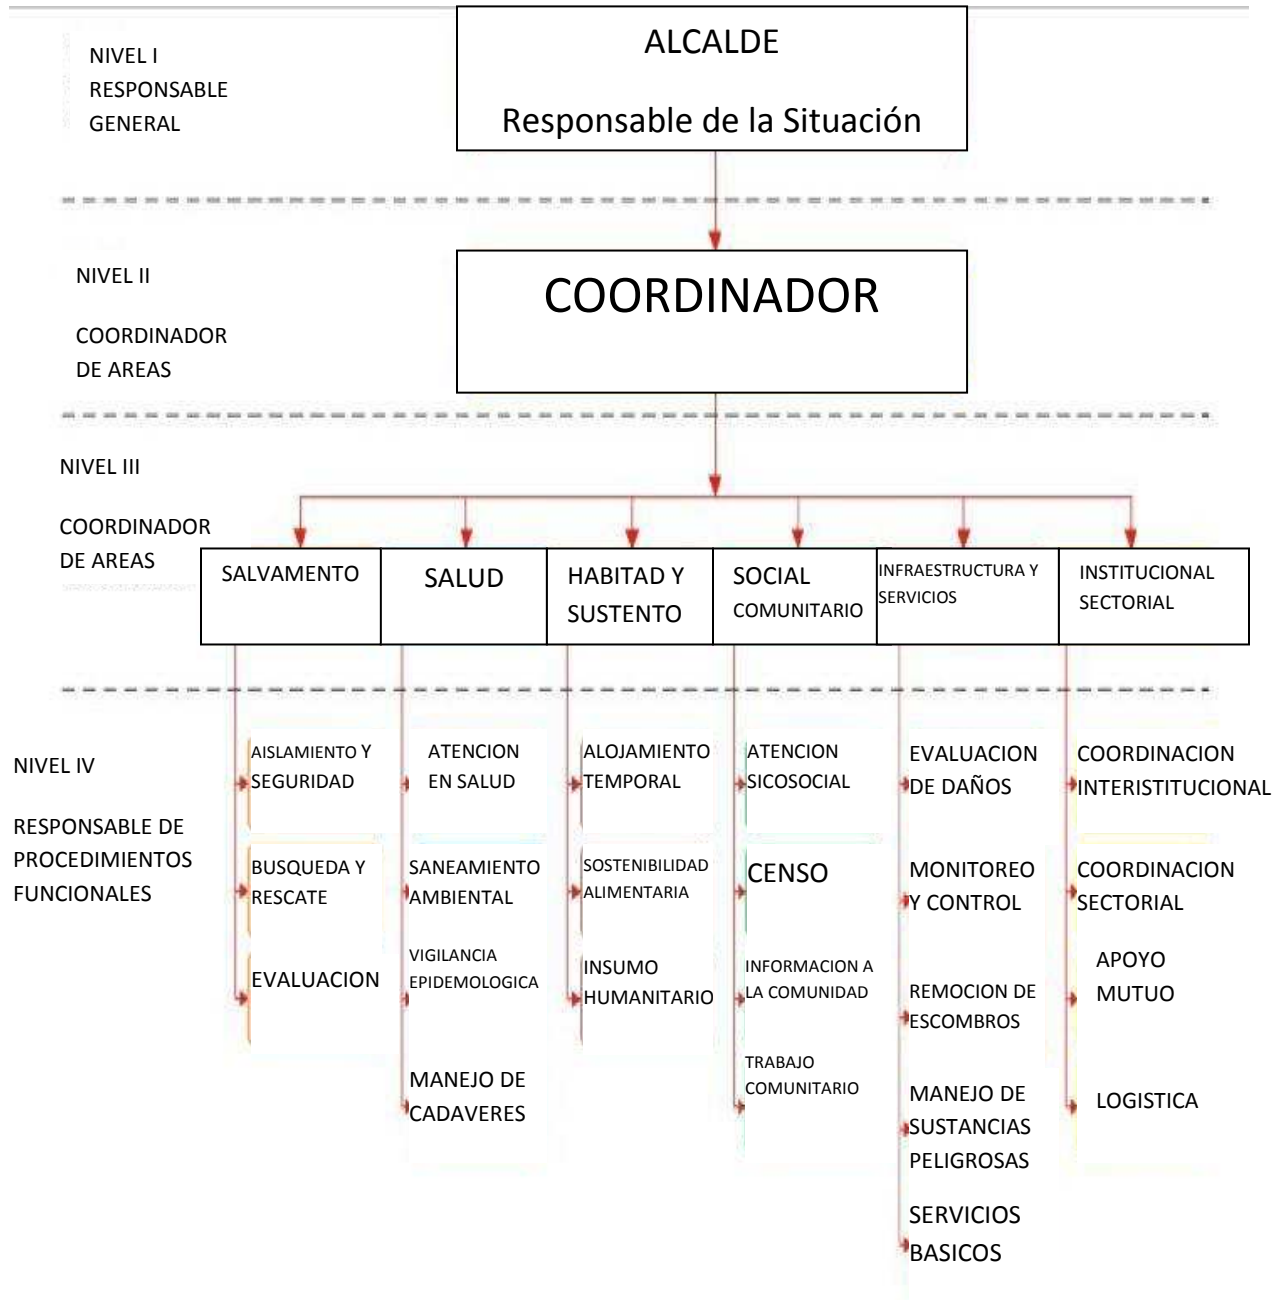 NIVEL I
RESPONSABLE
GENERAL
ALCALDE
Responsable de la Situación
NIVEL II
COORDINADOR
DE AREAS
COORDINADOR
NIVEL III
COORDINADOR
DE AREAS
SALVAMENTO
SALUD
HABITAD Y
SUSTENTO
SOCIAL
COMUNITARIO
INFRAESTRUCTURA Y
SERVICIOS
INSTITUCIONAL
SECTORIAL
NIVEL IV
RESPONSABLE DE
PROCEDIMIENTOS
FUNCIONALES
AISLAMIENTO Y
SEGURIDAD
BUSQUEDA Y
RESCATE
EVALUACION
ATENCION
EN SALUD
SANEAMIENTO
AMBIENTAL
VIGILANCIA
EPIDEMOLOGICA
MANEJO DE
CADAVERES
ALOJAMIENTO
TEMPORAL
SOSTENIBILIDAD
ALIMENTARIA
INSUMO
HUMANITARIO
ATENCION
SICOSOCIAL
CENSO
INFORMACION A
LA COMUNIDAD
TRABAJO
COMUNITARIO
EVALUACION
DE DAÑOS
MONITOREO
Y CONTROL
REMOCION DE
ESCOMBROS
MANEJO DE
SUSTANCIAS
PELIGROSAS
SERVICIOS
BASICOS
COORDINACION
INTERISTITUCIONAL
COORDINACION
SECTORIAL
APOYO
MUTUO
LOGISTICA